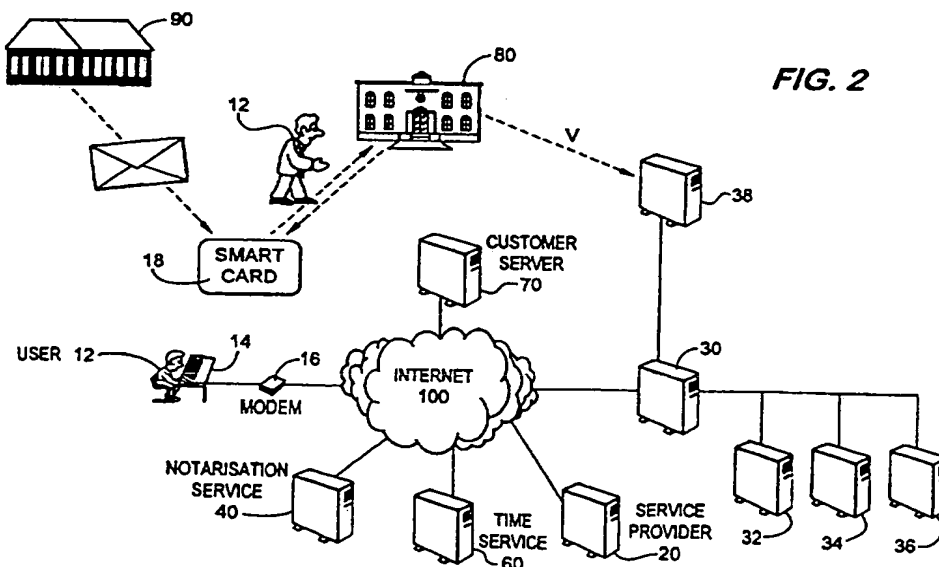 90
80
FIG. 2
12
V
38
SMART
CARD
18
CUSTOMER
SERVER
70
USER 12
14
16
MODEM
INTERNET
100
30
NOTARISATION
SERVICE
40
TIME
SERVICE
60
SERVICE
PROVIDER
20
32
34
36